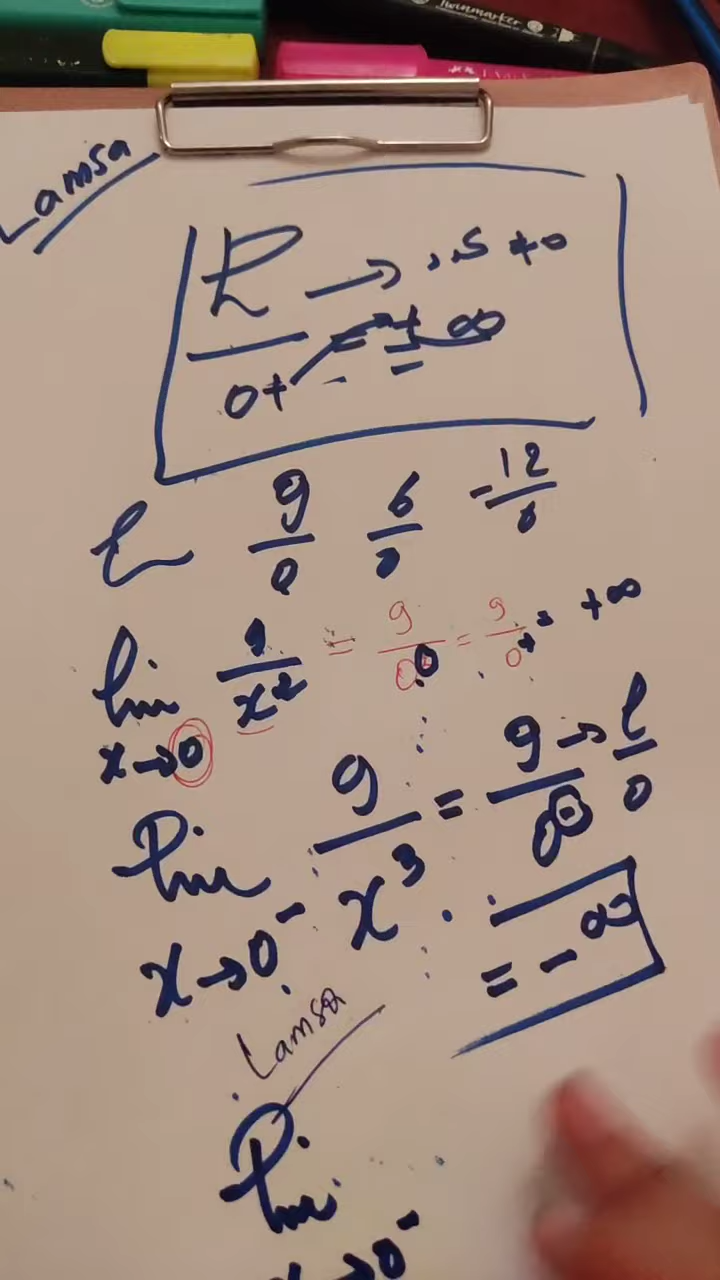 Twinmarker
Lamsa
l/0+ = ± ∞
l 9/0 6/0 -12/0
lim x→0 9/x² = 9/0 = 9/0+ = +∞
lim x→0⁻ 9/x³ = 9/0 → l/0
= -∞
Lamsa
lim
x→0⁻